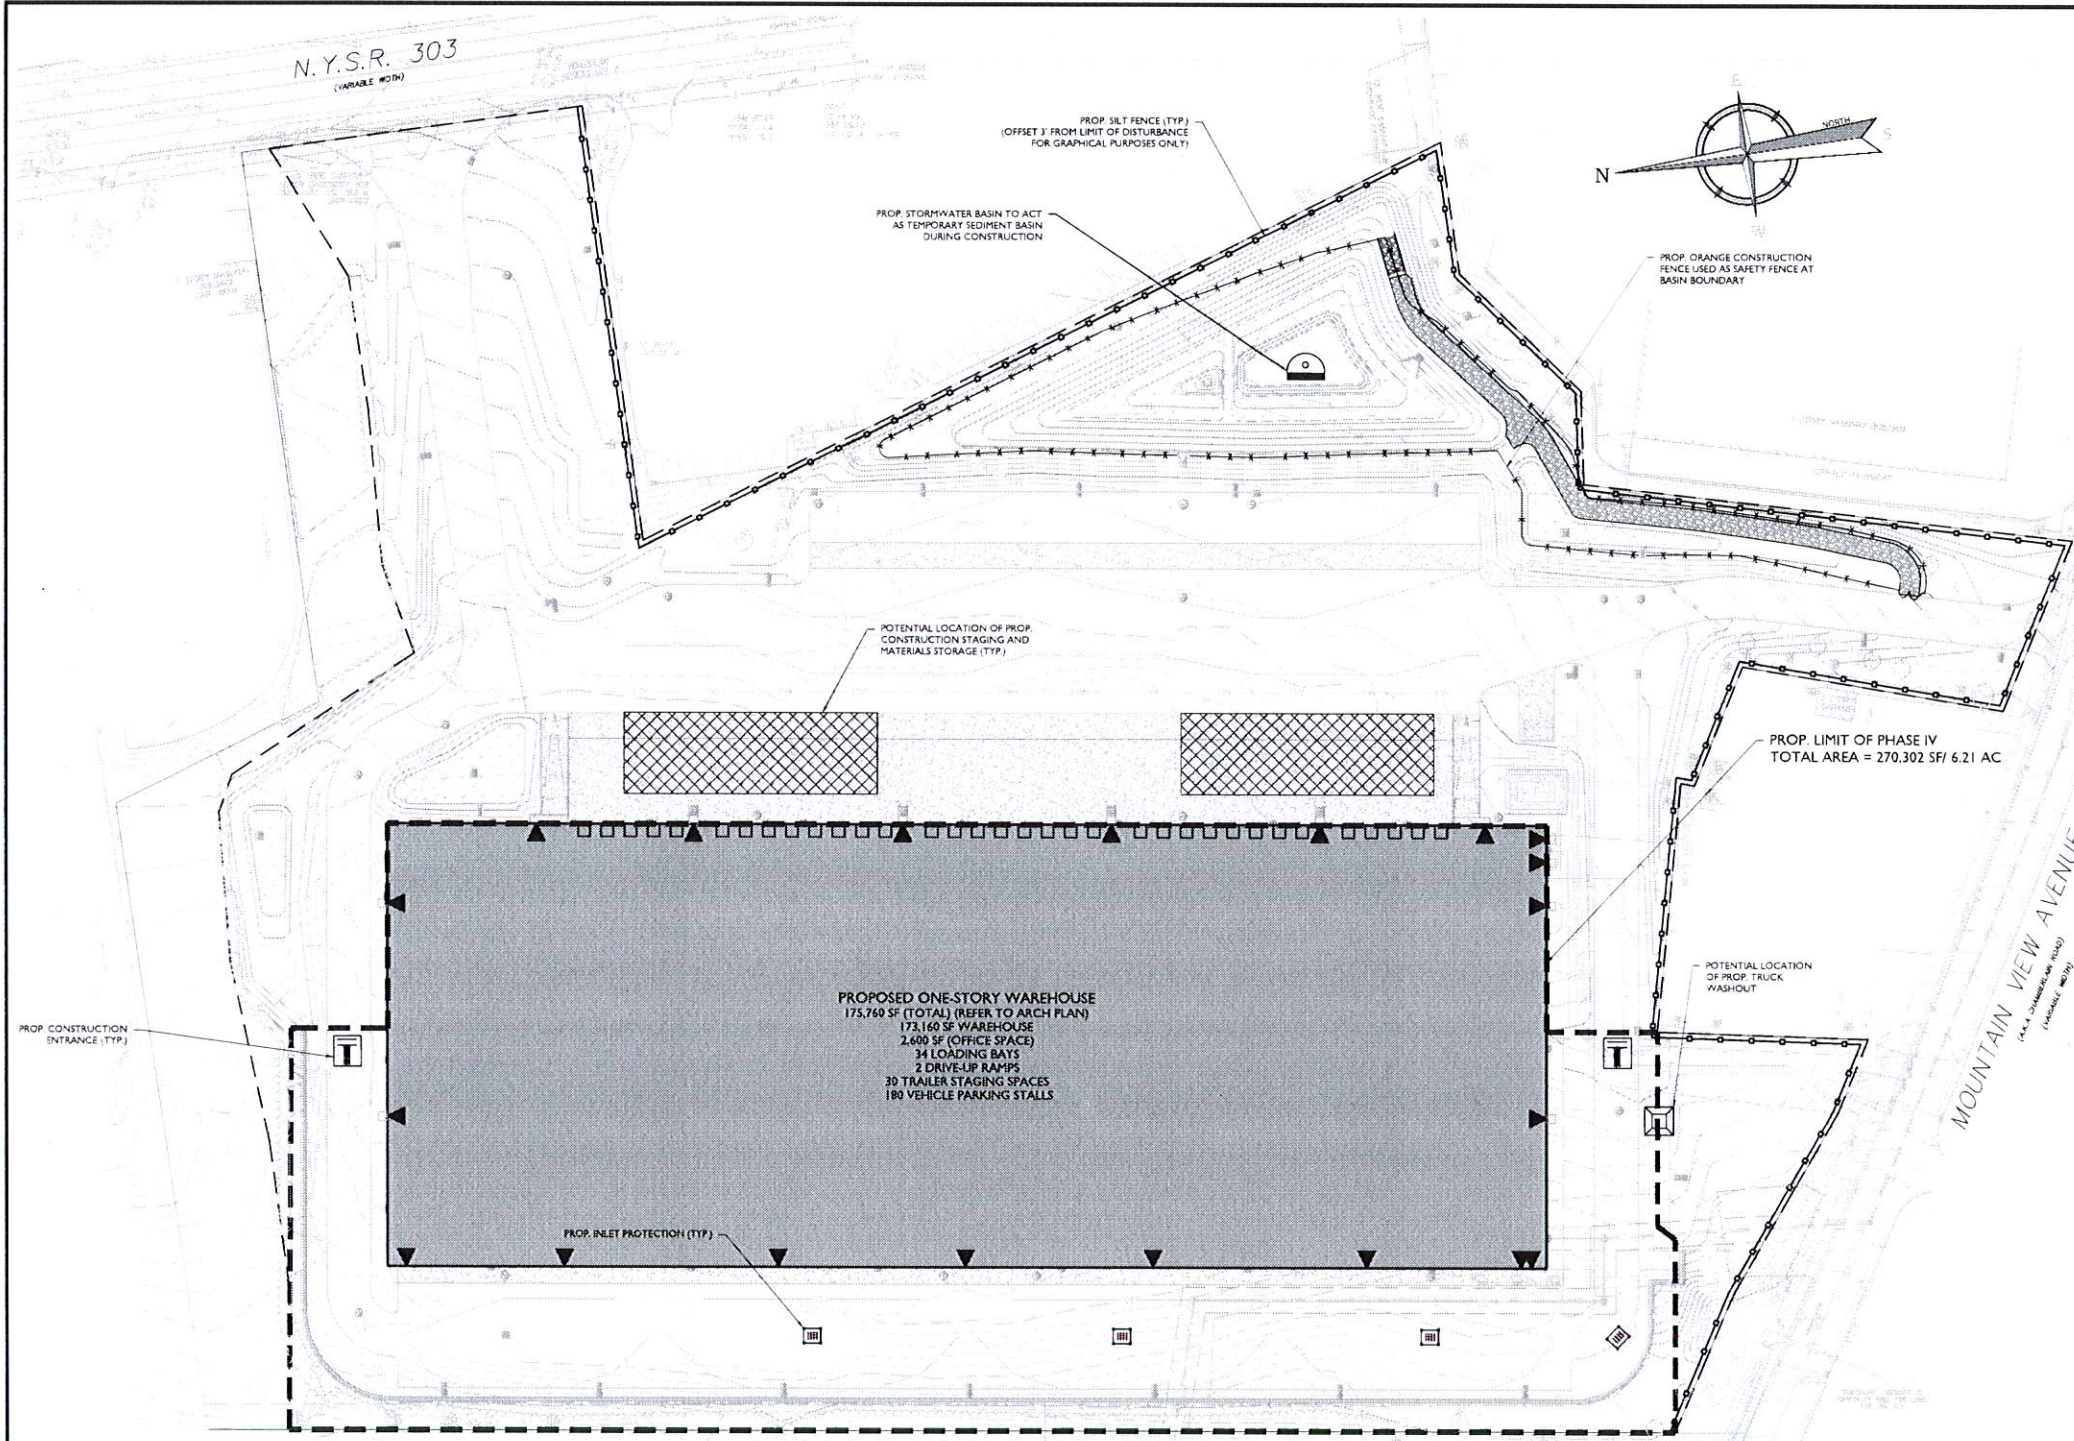 N.Y.S.R. 303
(VARIABLE WIDTH)
PROP. SILT FENCE (TYP.)
(OFFSET 3' FROM LIMIT OF DISTURBANCE
FOR GRAPHICAL PURPOSES ONLY)
PROP. STORMWATER BASIN TO ACT
AS TEMPORARY SEDIMENT BASIN
DURING CONSTRUCTION
E
NORTH
S
N
W
PROP. ORANGE CONSTRUCTION
FENCE USED AS SAFETY FENCE AT
BASIN BOUNDARY
POTENTIAL LOCATION OF PROP.
CONSTRUCTION STAGING AND
MATERIALS STORAGE (TYP.)
PROP. LIMIT OF PHASE IV
TOTAL AREA = 270,302 SF/ 6.21 AC
MOUNTAIN VIEW AVENUE
(A.K.A CHAMBERLAIN ROAD)
(VARIABLE WIDTH)
POTENTIAL LOCATION
OF PROP. TRUCK
WASHOUT
PROP. CONSTRUCTION
ENTRANCE (TYP.)
PROPOSED ONE-STORY WAREHOUSE
175,760 SF (TOTAL) (REFER TO ARCH PLAN)
173,160 SF WAREHOUSE
2,600 SF (OFFICE SPACE)
34 LOADING BAYS
2 DRIVE-UP RAMPS
30 TRAILER STAGING SPACES
180 VEHICLE PARKING STALLS
PROP. INLET PROTECTION (TYP.)